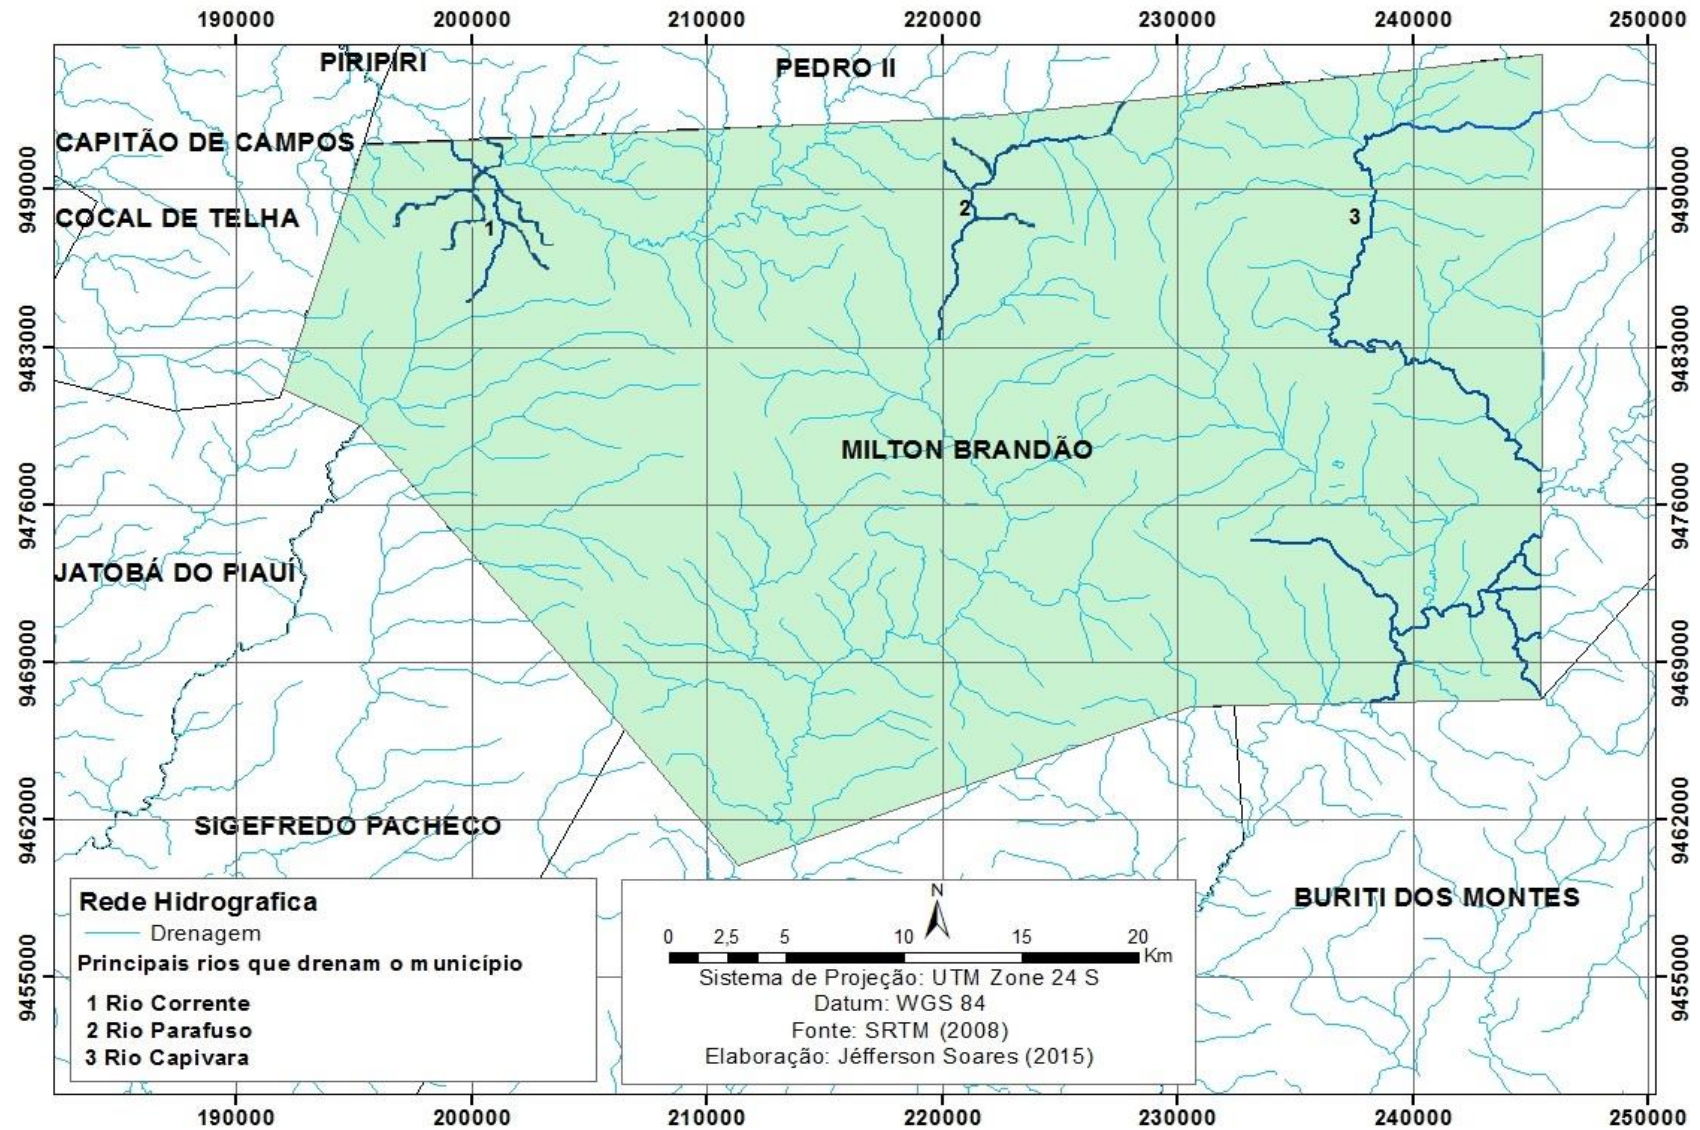 190000 200000 210000 220000 230000 240000 250000
PIRIPIRI
PEDRO II
CAPITÃO DE CAMPOS
9490000 9490000
COCAL DE TELHA
1
2
3
9483000 9483000
MILTON BRANDÃO
9476000 9476000
JATOBÁ DO PIAUÍ
9469000 9469000
9462000 9462000
SIGEFREDO PACHECO
BURITI DOS MONTES
Rede Hidrografica
Drenagem
Principais rios que drenam o município
1 Rio Corrente
2 Rio Parafuso
3 Rio Capivara
N
0 2,5 5 10 15 20
Km
Sistema de Projeção: UTM Zone 24 S
Datum: WGS 84
Fonte: SRTM (2008)
Elaboração: Jéfferson Soares (2015)
9455000 9455000
190000 200000 210000 220000 230000 240000 250000